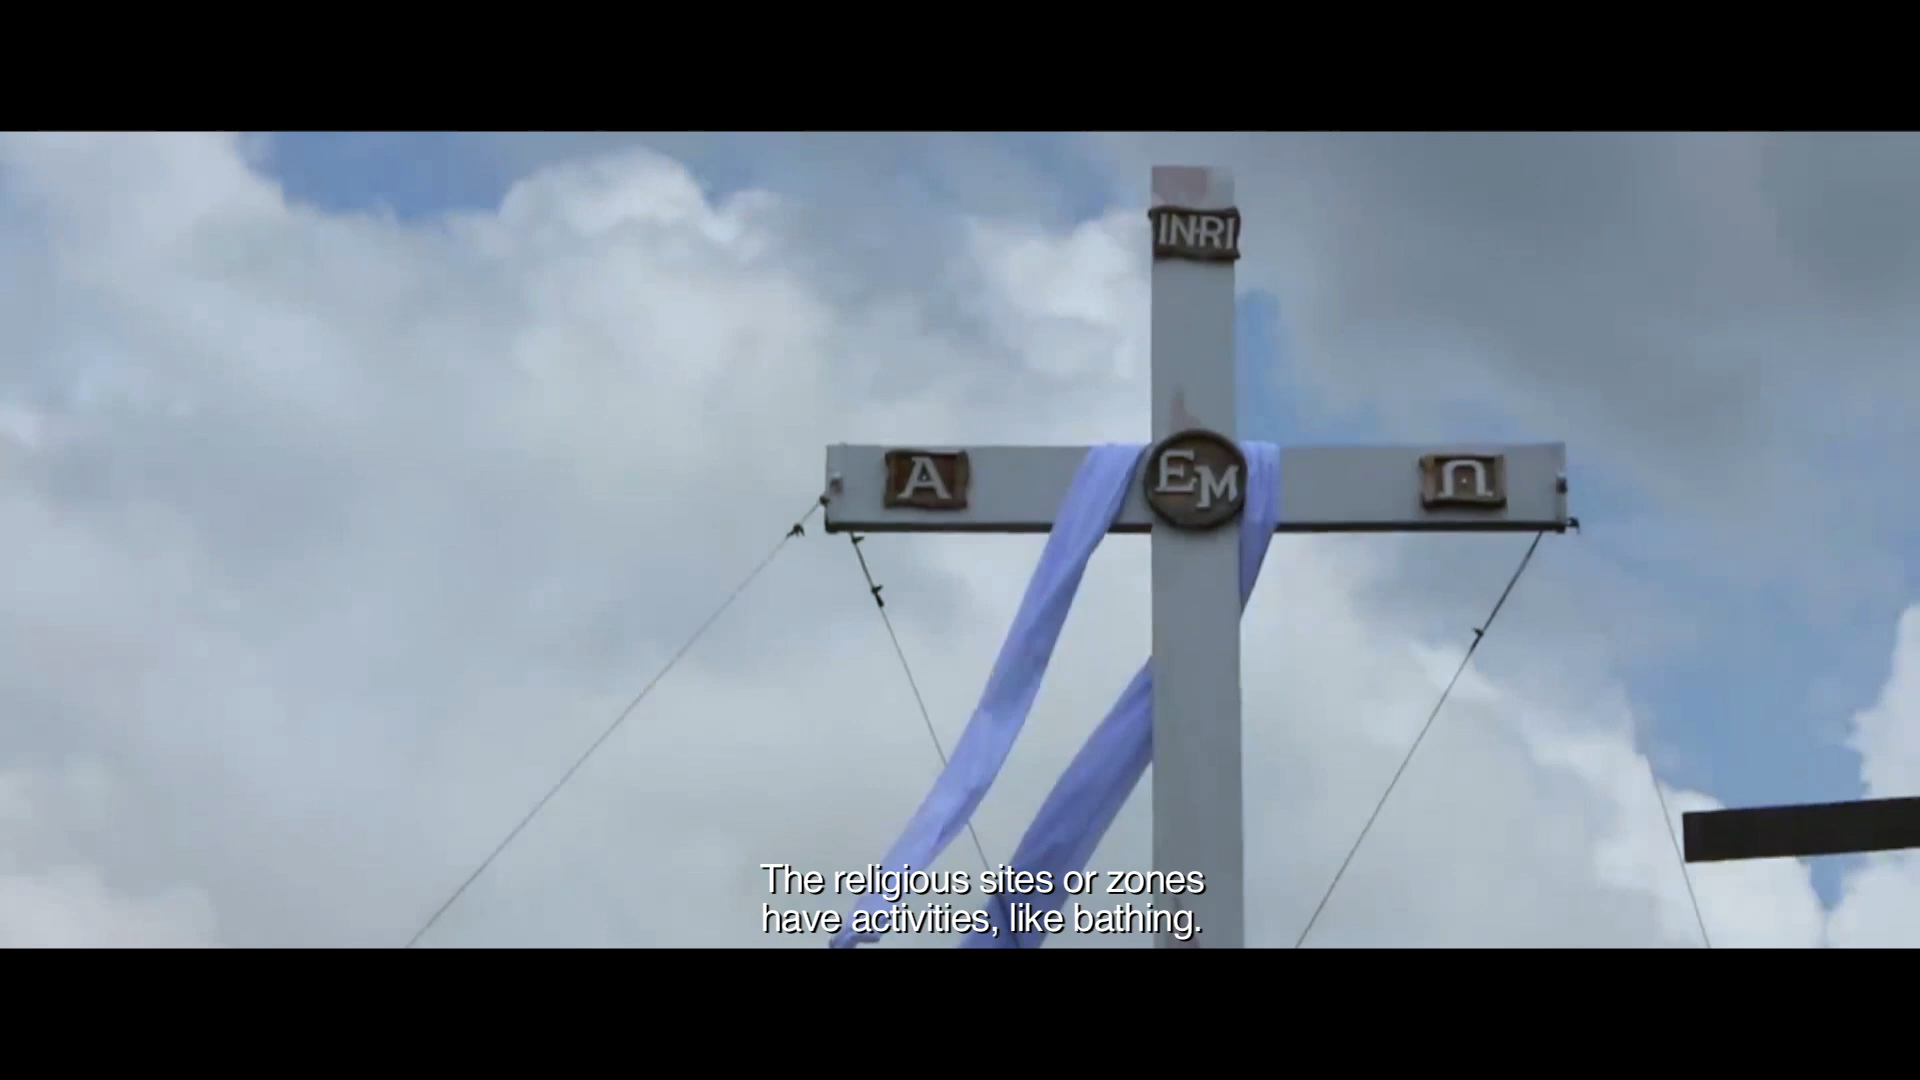 INRI
A EM Ω
The religious sites or zones
have activities, like bathing.